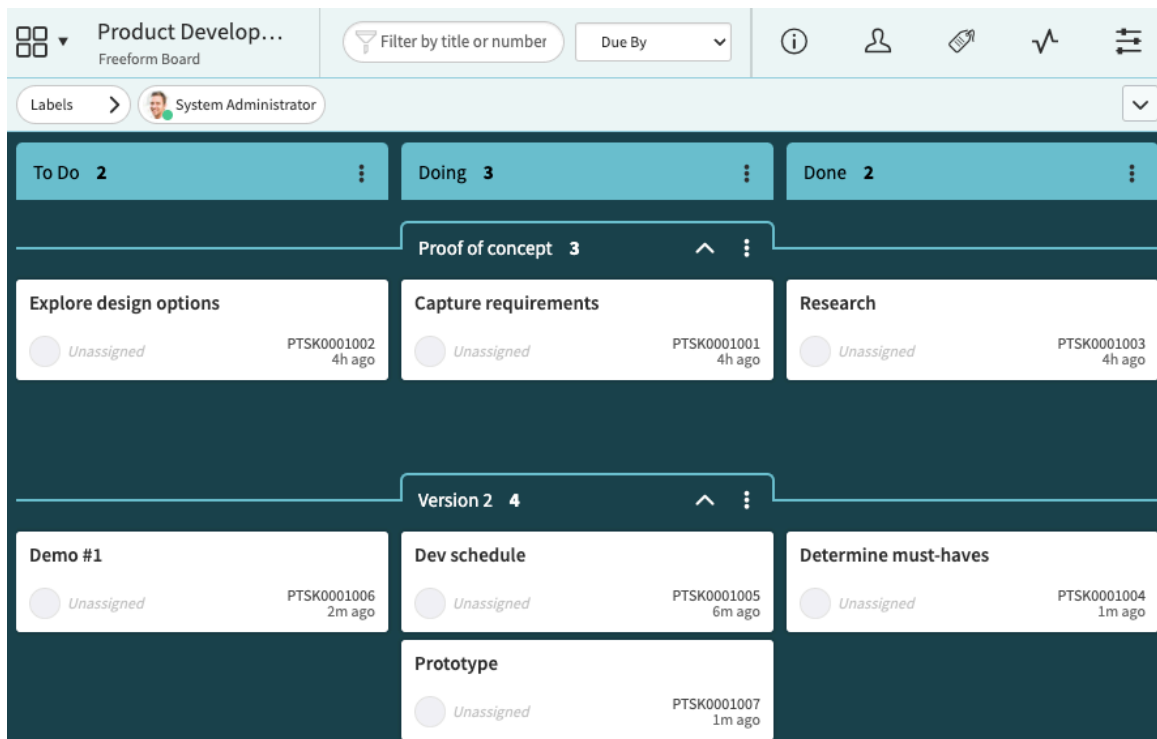 Product Develop...
Freeform Board
Filter by title or number
Due By
Labels
System Administrator
To Do 2
Doing 3
Done 2
Proof of concept 3
Explore design options
Unassigned
PTSK0001002
4h ago
Capture requirements
Unassigned
PTSK0001001
4h ago
Research
Unassigned
PTSK0001003
4h ago
Version 2 4
Demo #1
Unassigned
PTSK0001006
2m ago
Dev schedule
Unassigned
PTSK0001005
6m ago
Determine must-haves
Unassigned
PTSK0001004
1m ago
Prototype
Unassigned
PTSK0001007
1m ago